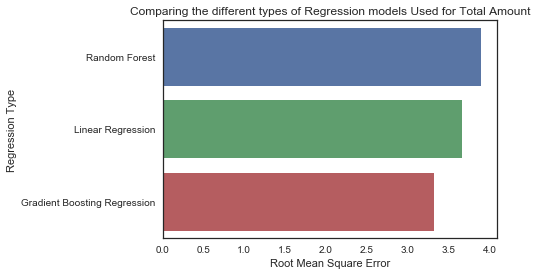 Comparing the different types of Regression models Used for Total Amount
Random Forest
Linear Regression
Gradient Boosting Regression
Regression Type
0.0 0.5 1.0 1.5 2.0 2.5 3.0 3.5 4.0
Root Mean Square Error